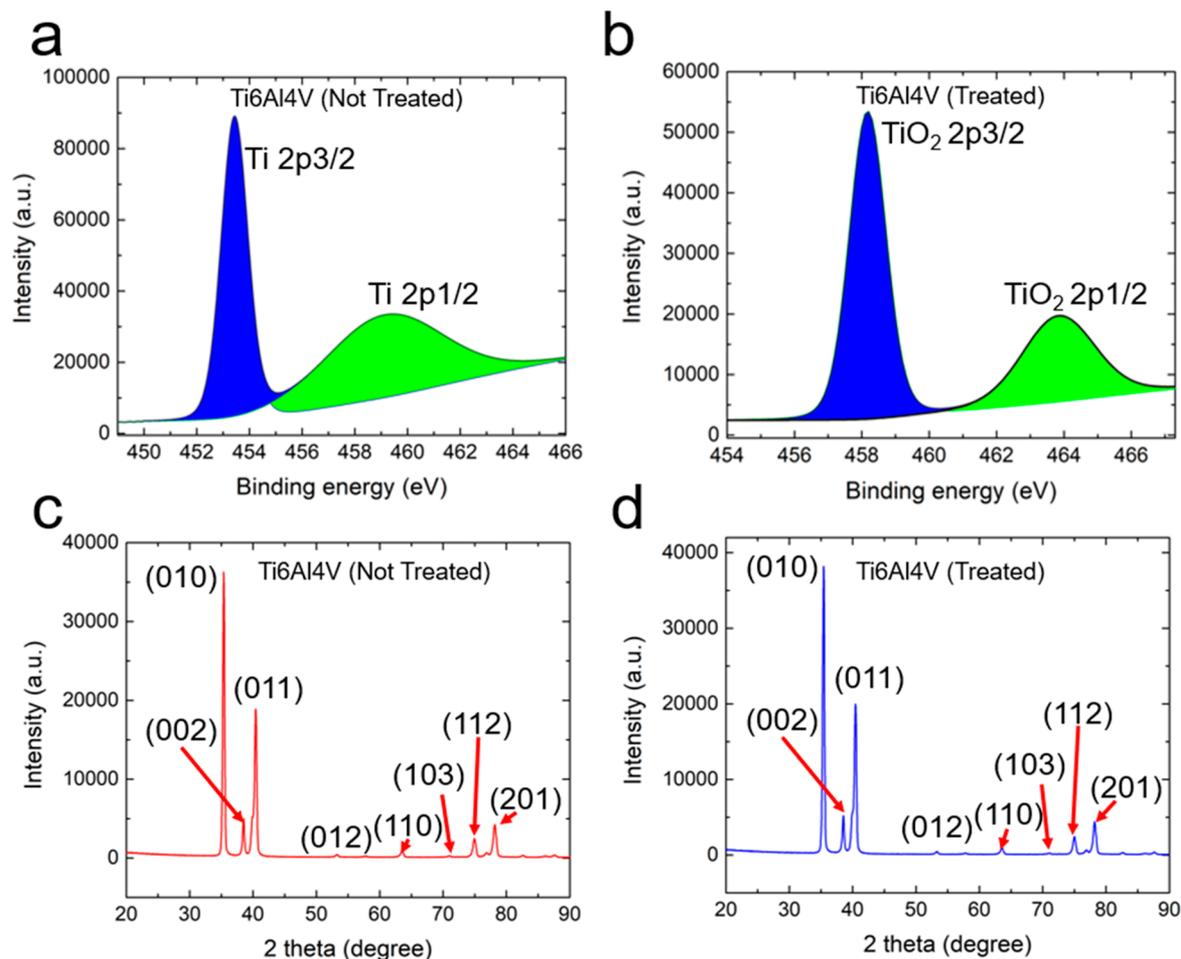 a
100000
80000
60000
40000
20000
0
Intensity (a.u.)
Ti6Al4V (Not Treated)
Ti 2p3/2
Ti 2p1/2
450 452 454 456 458 460 462 464 466
Binding energy (eV)
b
60000
50000
40000
30000
20000
10000
0
Intensity (a.u.)
Ti6Al4V (Treated)
TiO₂ 2p3/2
TiO₂ 2p1/2
454 456 458 460 462 464 466
Binding energy (eV)
c
40000
30000
20000
10000
0
Intensity (a.u.)
Ti6Al4V (Not Treated)
(010)
(011)
(002)
(112)
(103)
(201)
(012)
(110)
20 30 40 50 60 70 80 90
2 theta (degree)
d
40000
30000
20000
10000
0
Intensity (a.u.)
Ti6Al4V (Treated)
(010)
(011)
(002)
(112)
(103)
(201)
(012)
(110)
20 30 40 50 60 70 80 90
2 theta (degree)